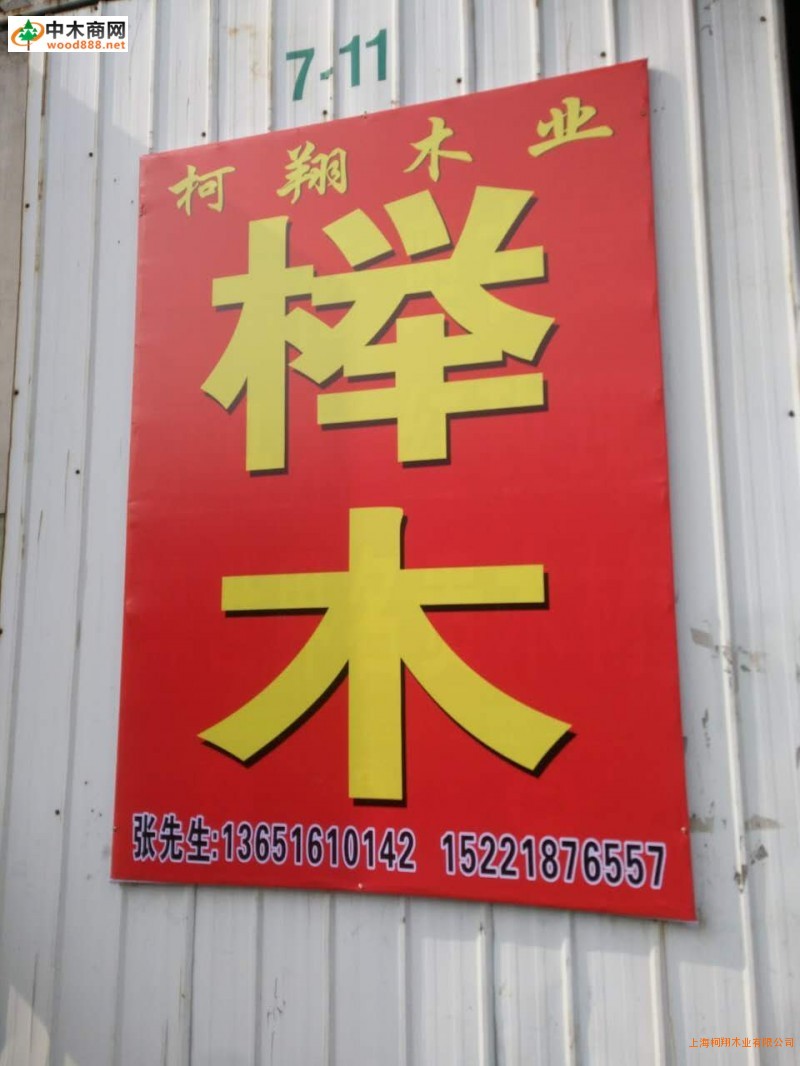 中木商网
wood888.net
7-11
柯翔木业
榉
木
张先生:13651610142 15221876557
上海柯翔木业有限公司